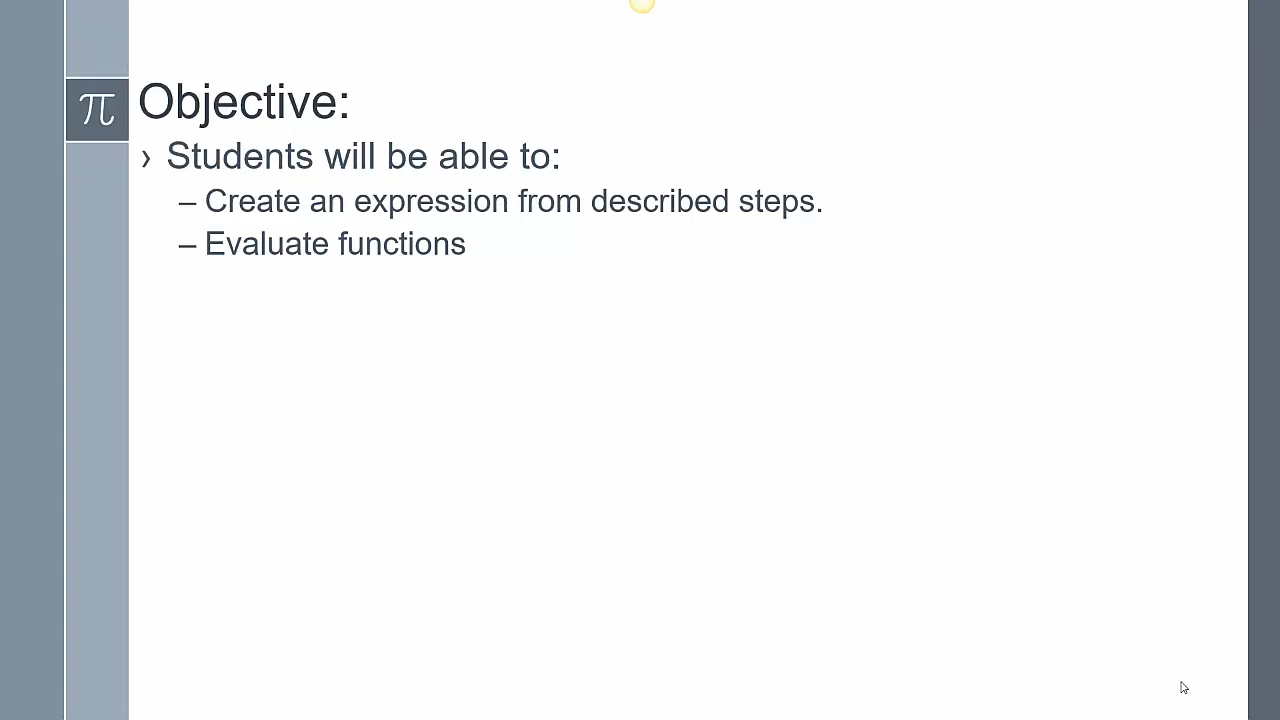 π
Objective:
› Students will be able to:
– Create an expression from described steps.
– Evaluate functions